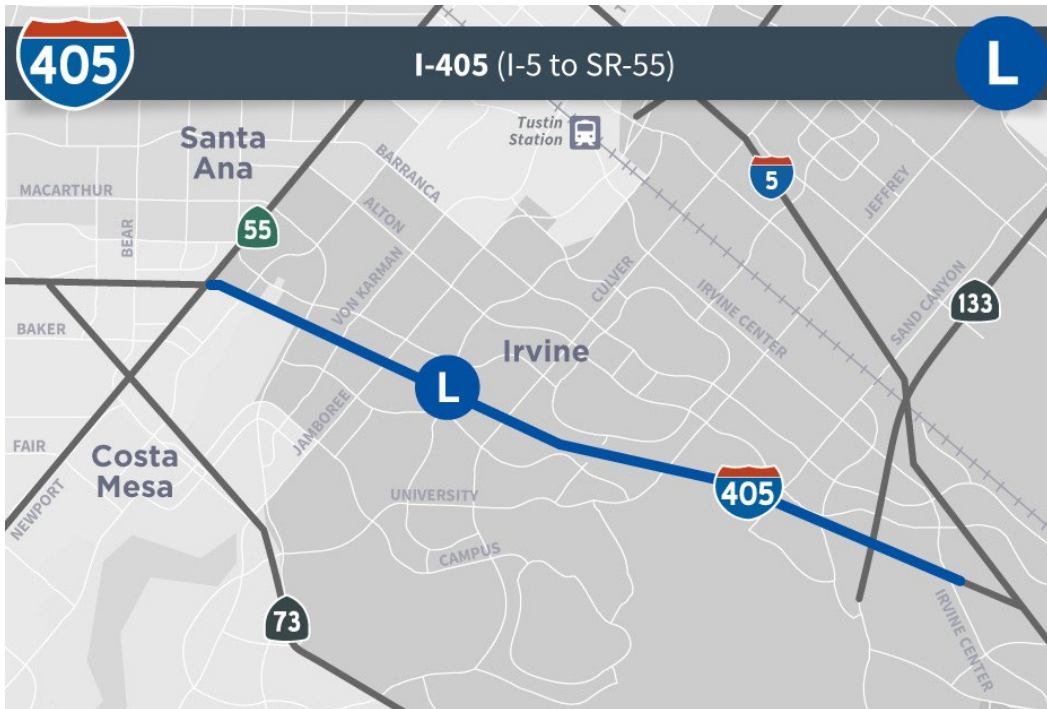 405
I-405 (I-5 to SR-55)
L
Tustin
Station
Santa
Ana
BARRANCA
5
JEFFREY
MACARTHUR
ALTON
BEAR
55
VON KARMAN
CULVER
SAND CANYON
IRVINE CENTER
133
BAKER
Irvine
L
JAMBOREE
FAIR
Costa
Mesa
NEWPORT
UNIVERSITY
405
CAMPUS
73
IRVINE CENTER